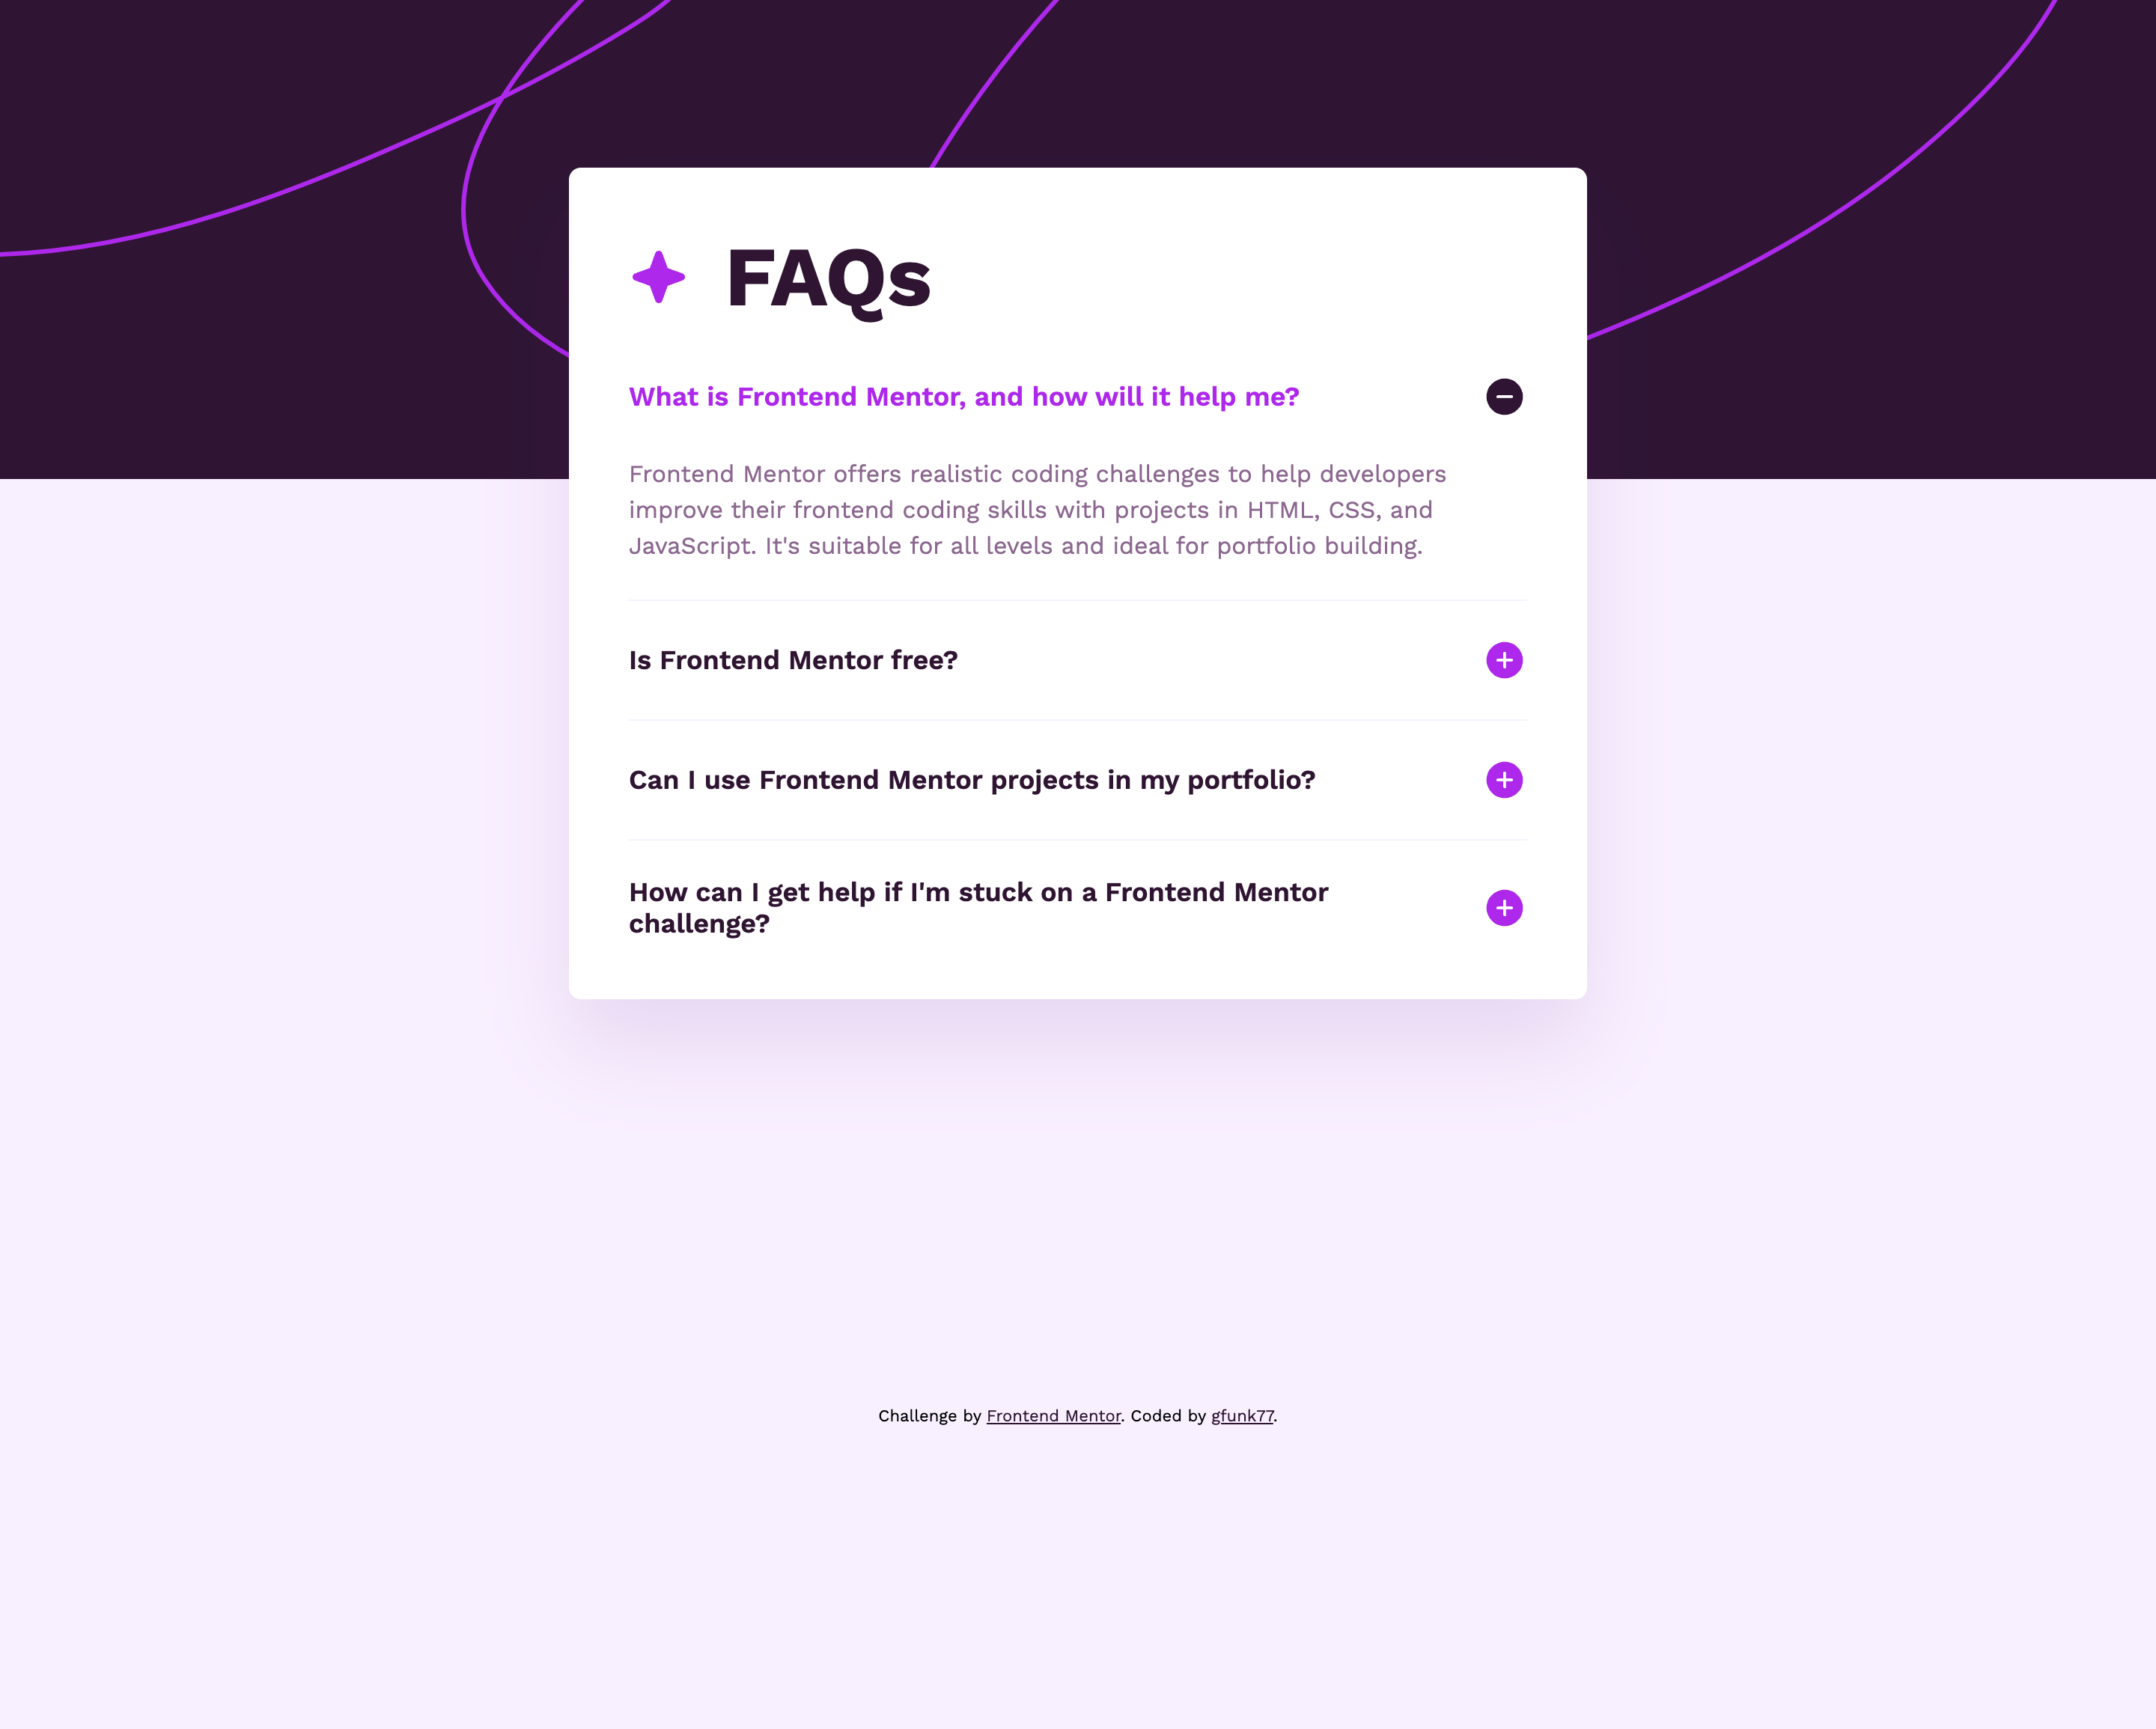 FAQs
What is Frontend Mentor, and how will it help me?
Frontend Mentor offers realistic coding challenges to help developers
improve their frontend coding skills with projects in HTML, CSS, and
JavaScript. It's suitable for all levels and ideal for portfolio building.
Is Frontend Mentor free?
Can I use Frontend Mentor projects in my portfolio?
How can I get help if I'm stuck on a Frontend Mentor
challenge?
Challenge by Frontend Mentor. Coded by gfunk77.